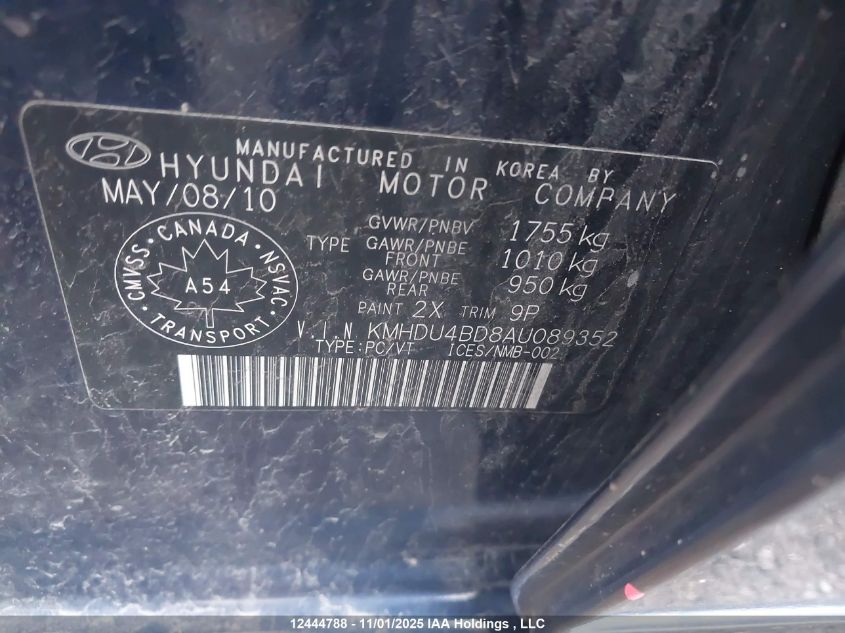 MANUFACTURED IN KOREA BY
HYUNDAI MOTOR COMPANY
MAY/08/10
GVWR/PNBV 1755 kg
TYPE GAWR/PNBE FRONT 1010 kg
GAWR/PNBE REAR 950 kg
PAINT 2X TRIM 9P
CANADA
CMVSS
NSVAC
A54
TRANSPORT
V.I.N KMHDU4BD8AU089352
TYPE:PC/VT ICES/NMB-002
12444788 - 11/01/2025 IAA Holdings , LLC